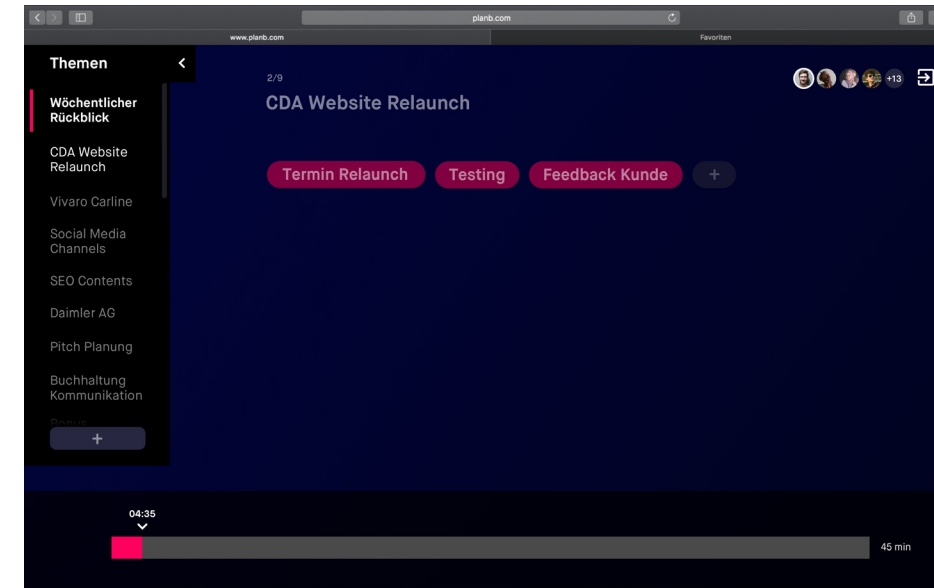 planb.com
www.planb.com
Favoriten
Themen
Wöchentlicher
Rückblick
CDA Website
Relaunch
Vivaro Carline
Social Media
Channels
SEO Contents
Daimler AG
Pitch Planung
Buchhaltung
Kommunikation
Bonus
+
2/9
CDA Website Relaunch
+13
Termin Relaunch
Testing
Feedback Kunde
+
04:35
45 min